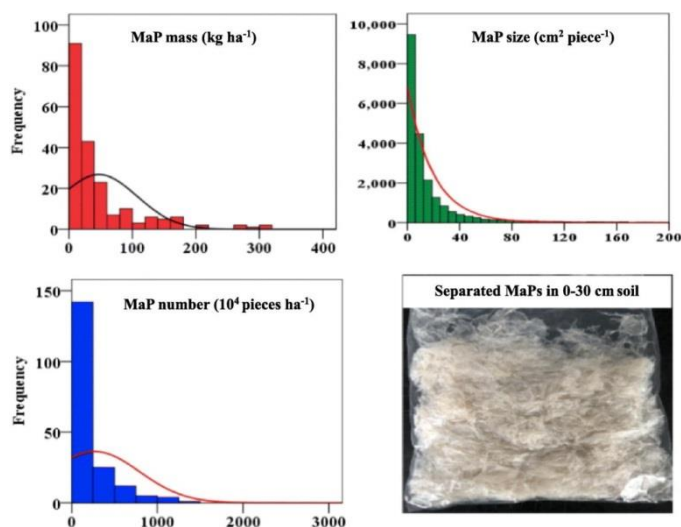 MaP mass (kg ha⁻¹)
Frequency
100
80
60
40
20
0
0 100 200 300 400
MaP size (cm² piece⁻¹)
10,000
8,000
6,000
4,000
2,000
0
0 40 80 120 160 200
MaP number (10⁴ pieces ha⁻¹)
Frequency
150
100
50
0
0 1000 2000 3000
Separated MaPs in 0-30 cm soil